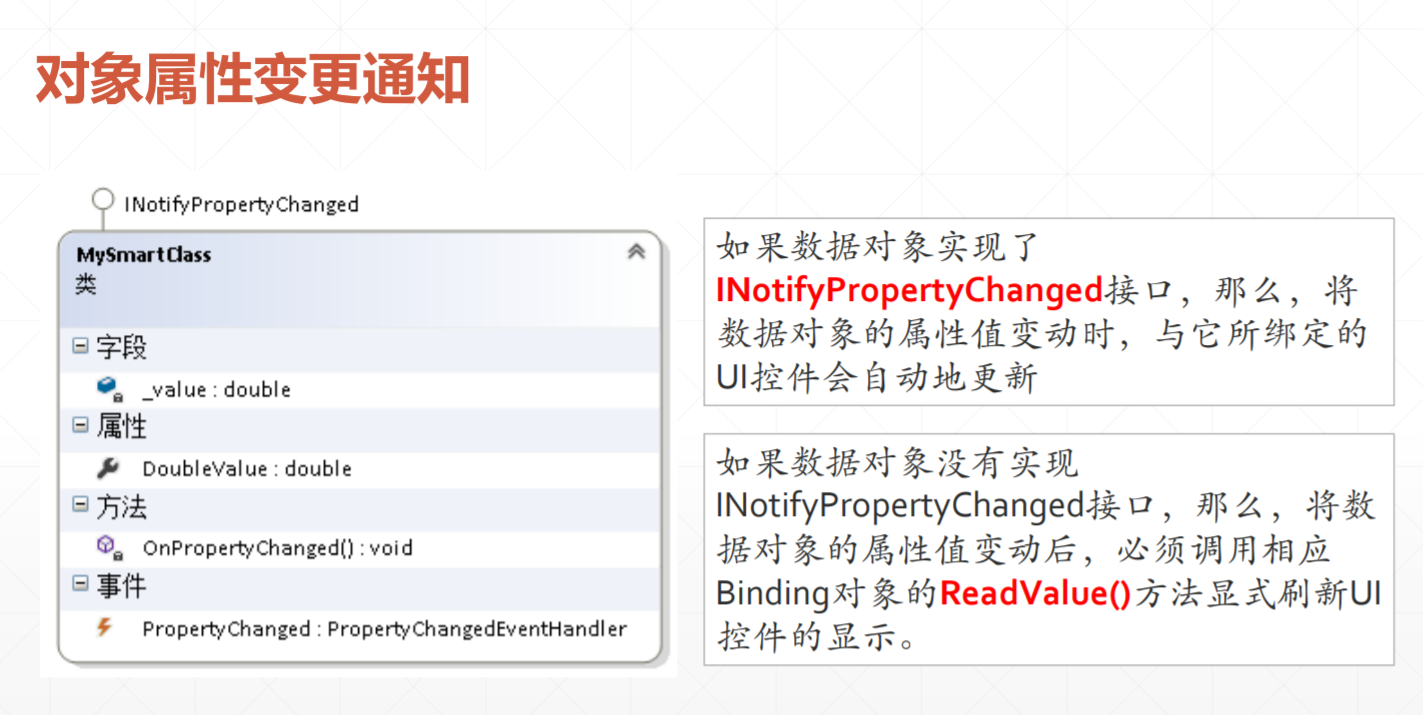 对象属性变更通知
INotifyPropertyChanged
MySmartClass
类
字段
_value : double
属性
DoubleValue : double
方法
OnPropertyChanged() : void
事件
PropertyChanged : PropertyChangedEventHandler
如果数据对象实现了
INotifyPropertyChanged接口，那么，将
数据对象的属性值变动时，与它所绑定的
UI控件会自动地更新
如果数据对象没有实现
INotifyPropertyChanged接口，那么，将数
据对象的属性值变动后，必须调用相应
Binding对象的ReadValue()方法显式刷新UI
控件的显示。